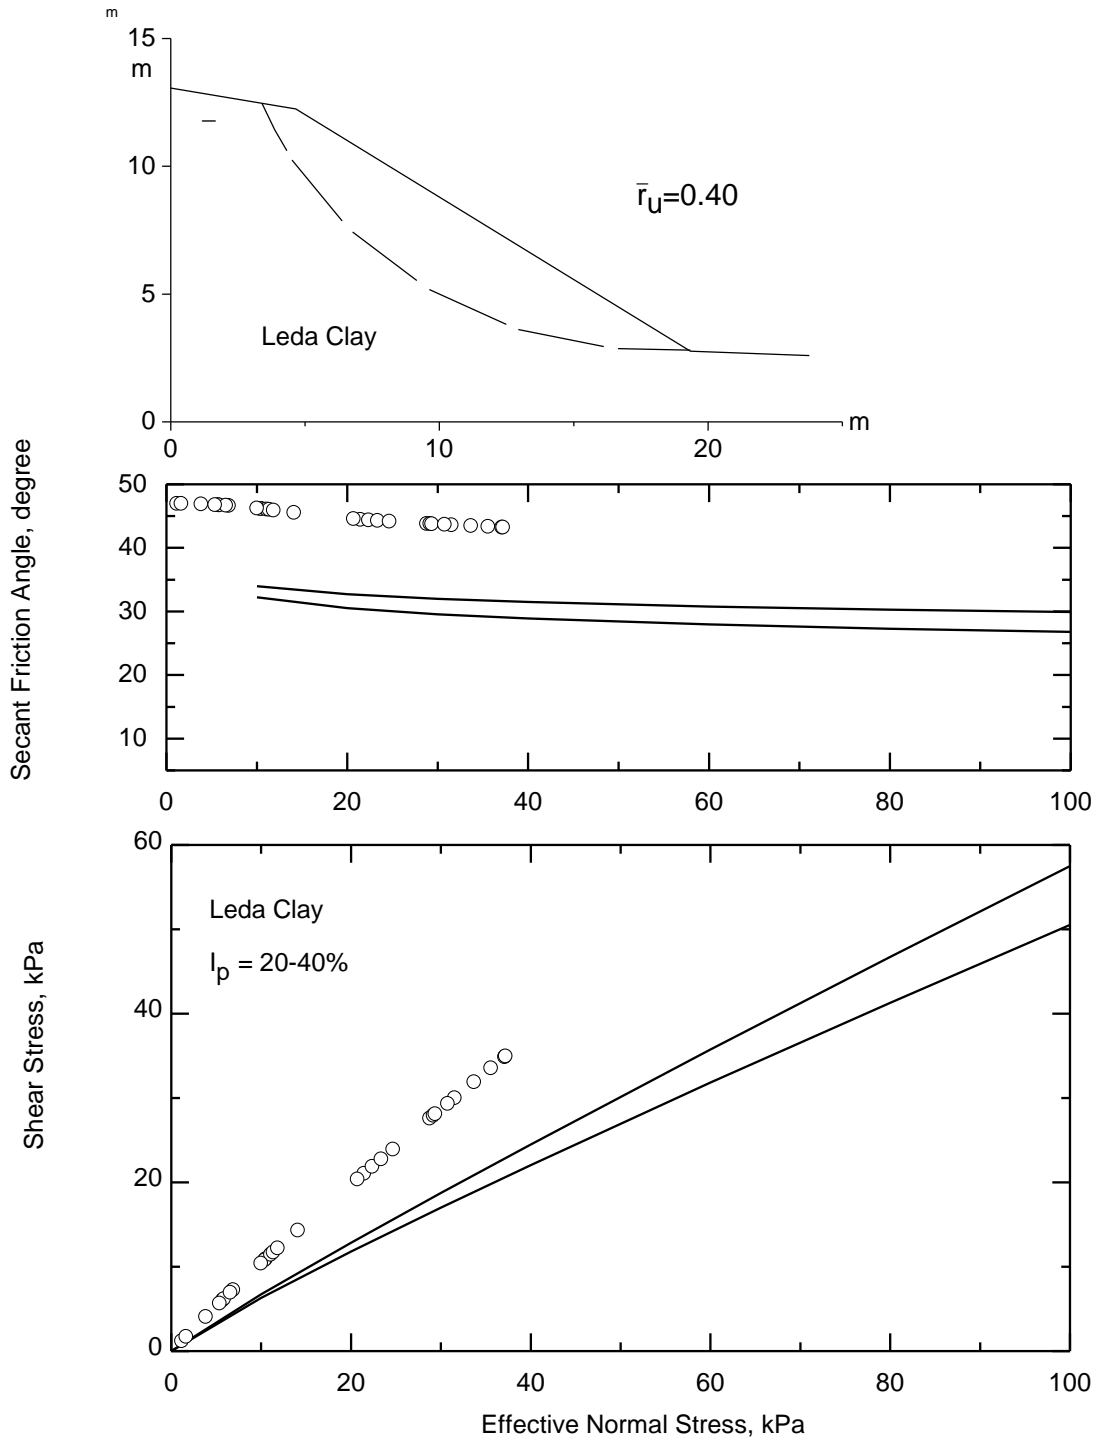 m
15
m
10
r̄u=0.40
5
Leda Clay
0
m
0 10 20
Secant Friction Angle, degree
50
40
30
20
10
0 20 40 60 80 100
60
Leda Clay
Ip = 20-40%
Shear Stress, kPa
40
20
0
0 20 40 60 80 100
Effective Normal Stress, kPa